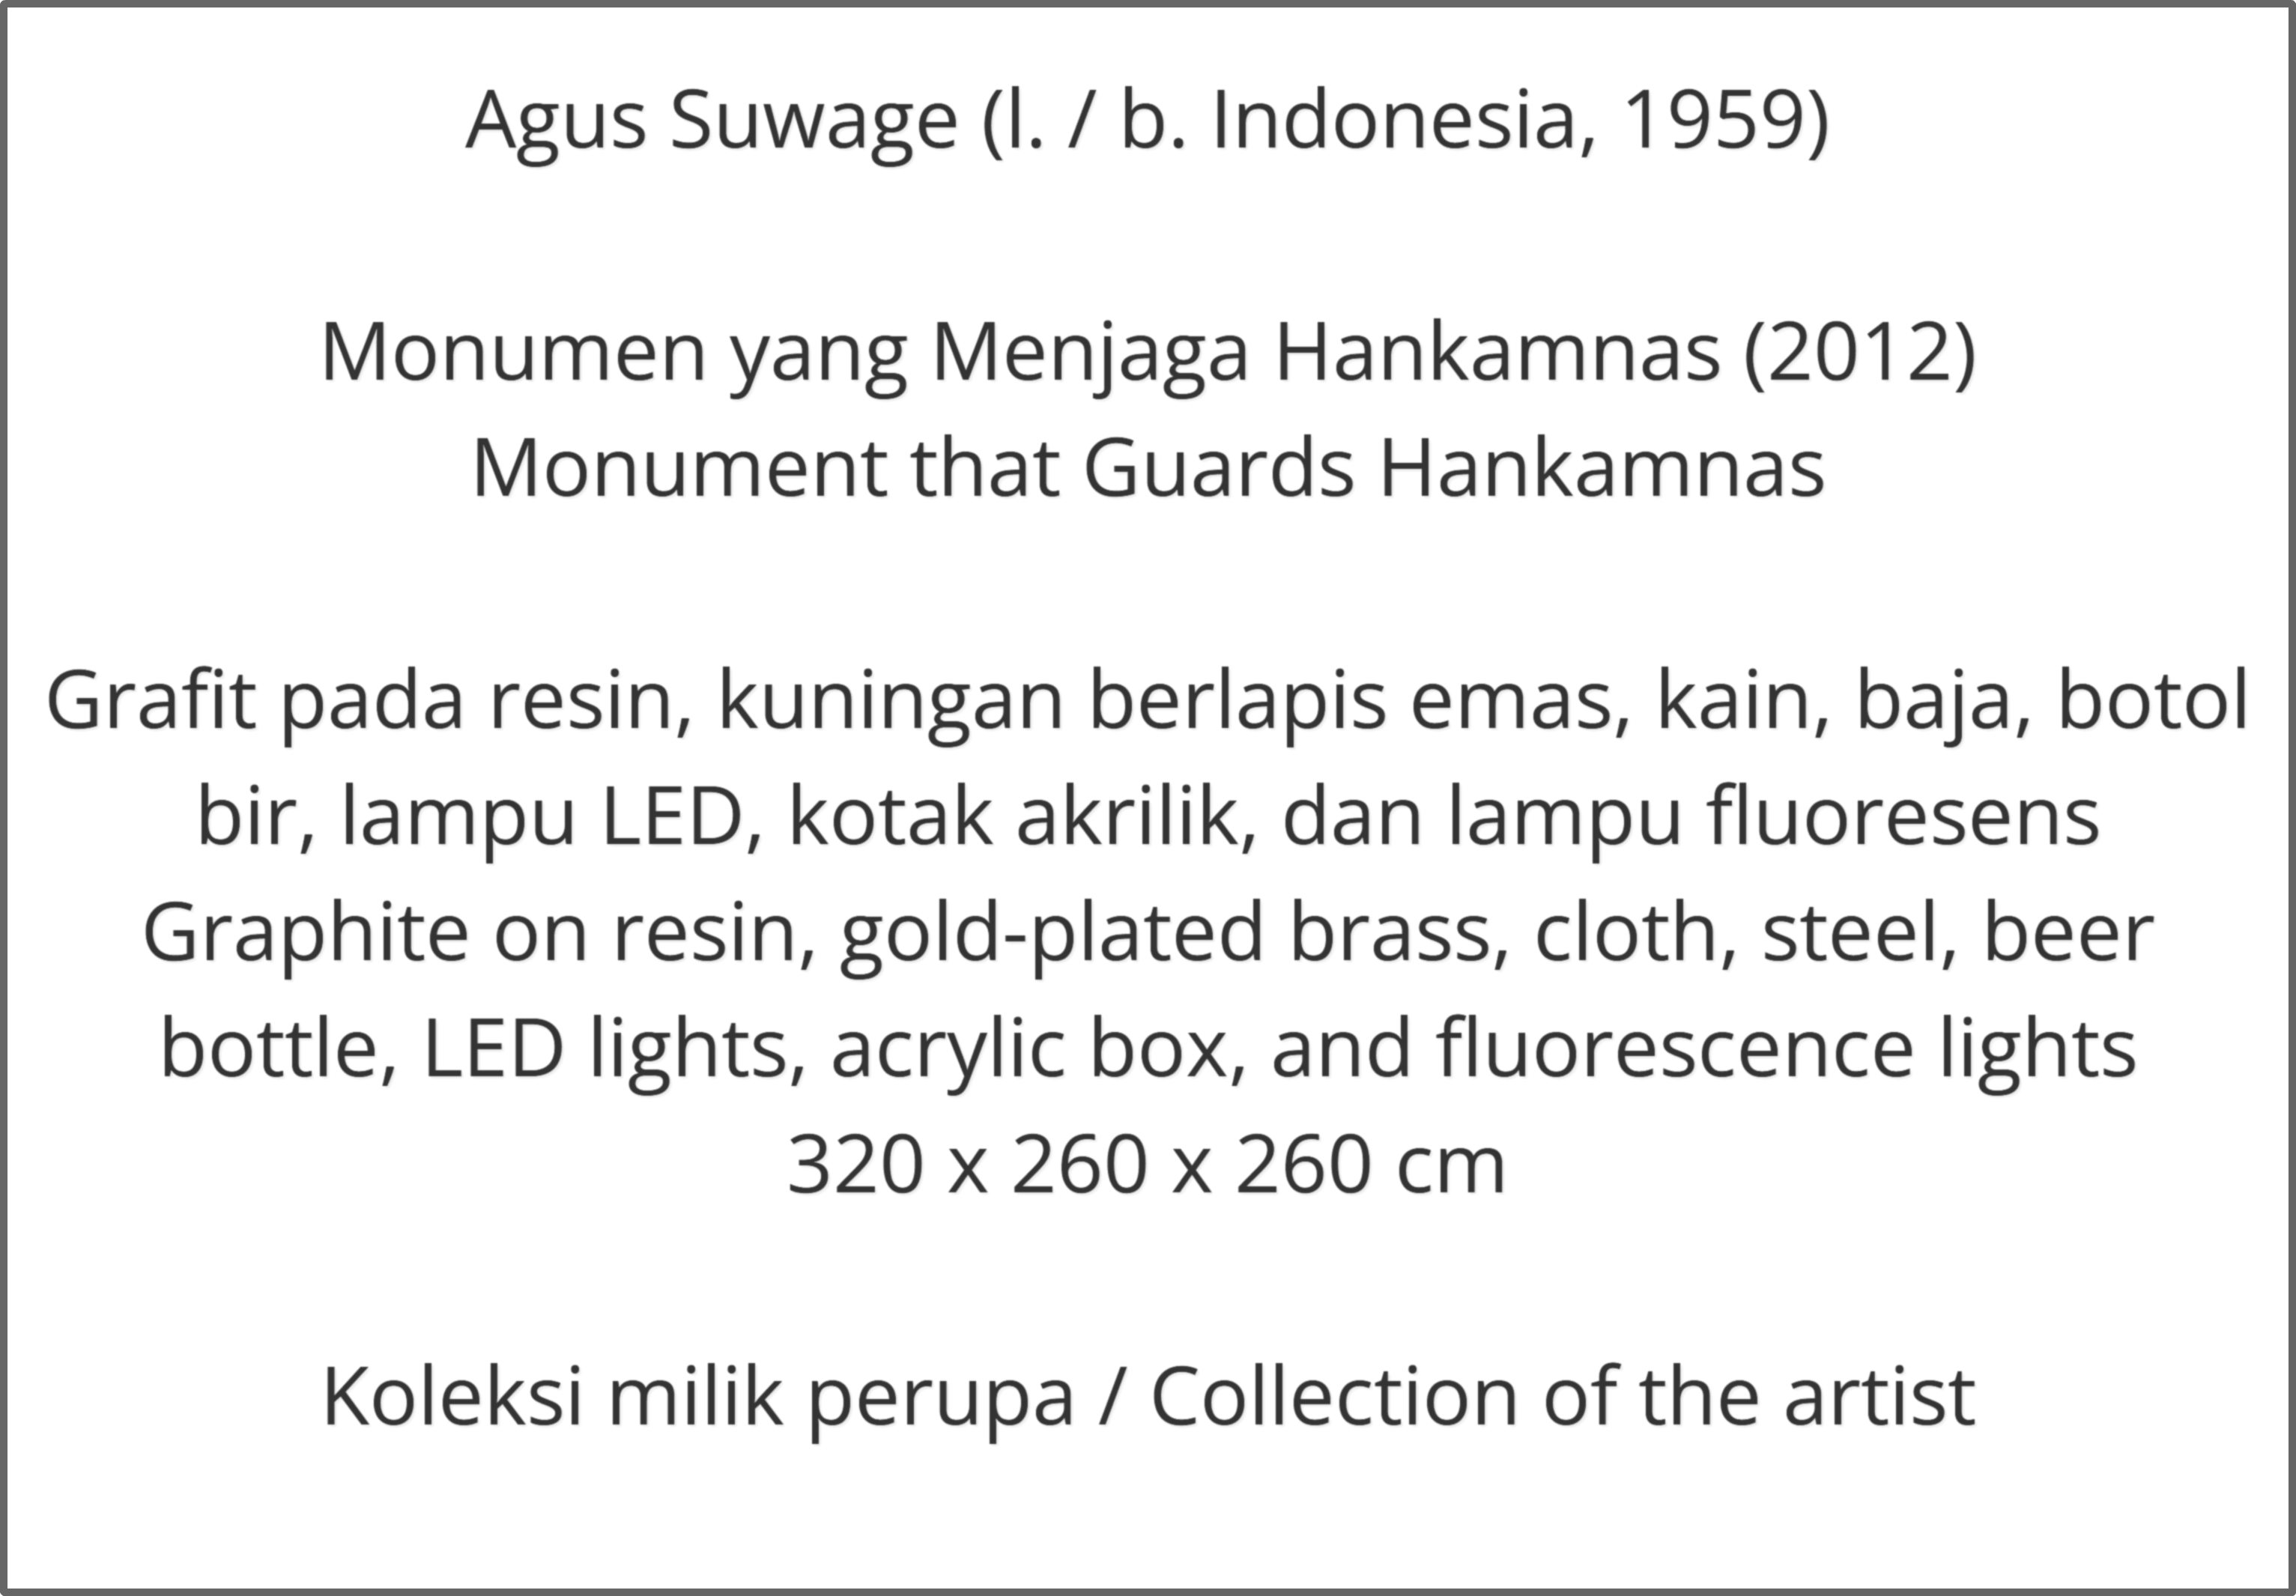 Agus Suwage (l. / b. Indonesia, 1959)
Monumen yang Menjaga Hankamnas (2012)
Monument that Guards Hankamnas
Grafit pada resin, kuningan berlapis emas, kain, baja, botol
bir, lampu LED, kotak akrilik, dan lampu fluoresens
Graphite on resin, gold-plated brass, cloth, steel, beer
bottle, LED lights, acrylic box, and fluorescence lights
320 x 260 x 260 cm
Koleksi milik perupa / Collection of the artist